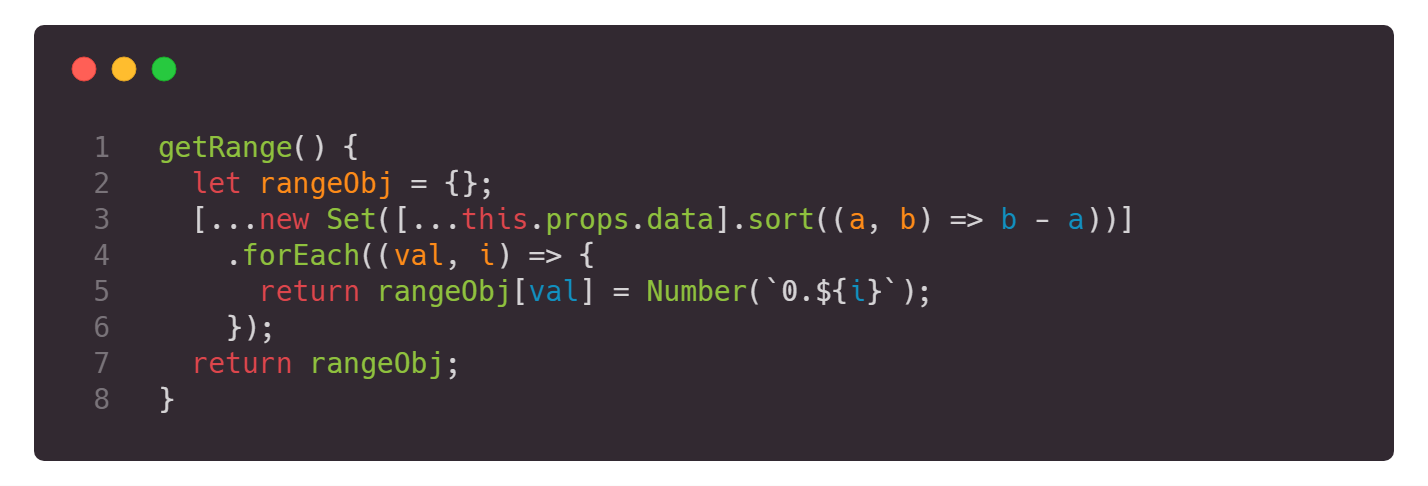 1 getRange() {
2 let rangeObj = {};
3 [...new Set([...this.props.data].sort((a, b) => b - a))]
4 .forEach((val, i) => {
5 return rangeObj[val] = Number(`0.${i}`);
6 });
7 return rangeObj;
8 }